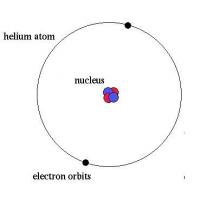 helium atom
nucleus
electron orbits